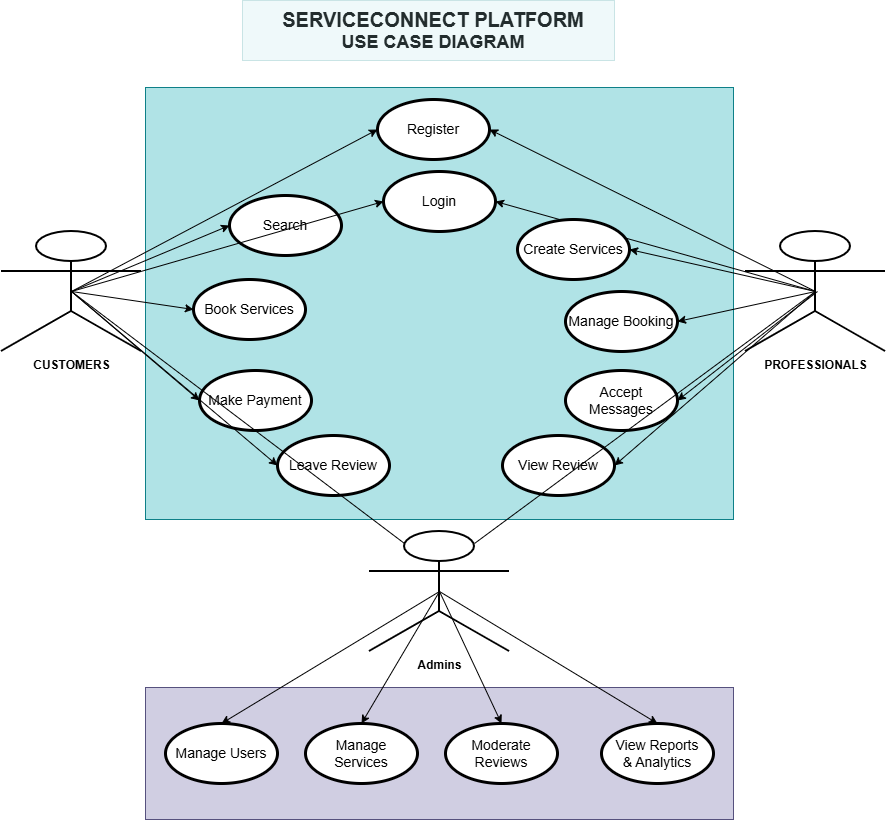 SERVICECONNECT PLATFORM
USE CASE DIAGRAM
Register
Login
Search
Create Services
Book Services
Manage Booking
CUSTOMERS
PROFESSIONALS
Make Payment
Accept
Messages
Leave Review
View Review
Admins
Manage Users
Manage
Services
Moderate
Reviews
View Reports
& Analytics